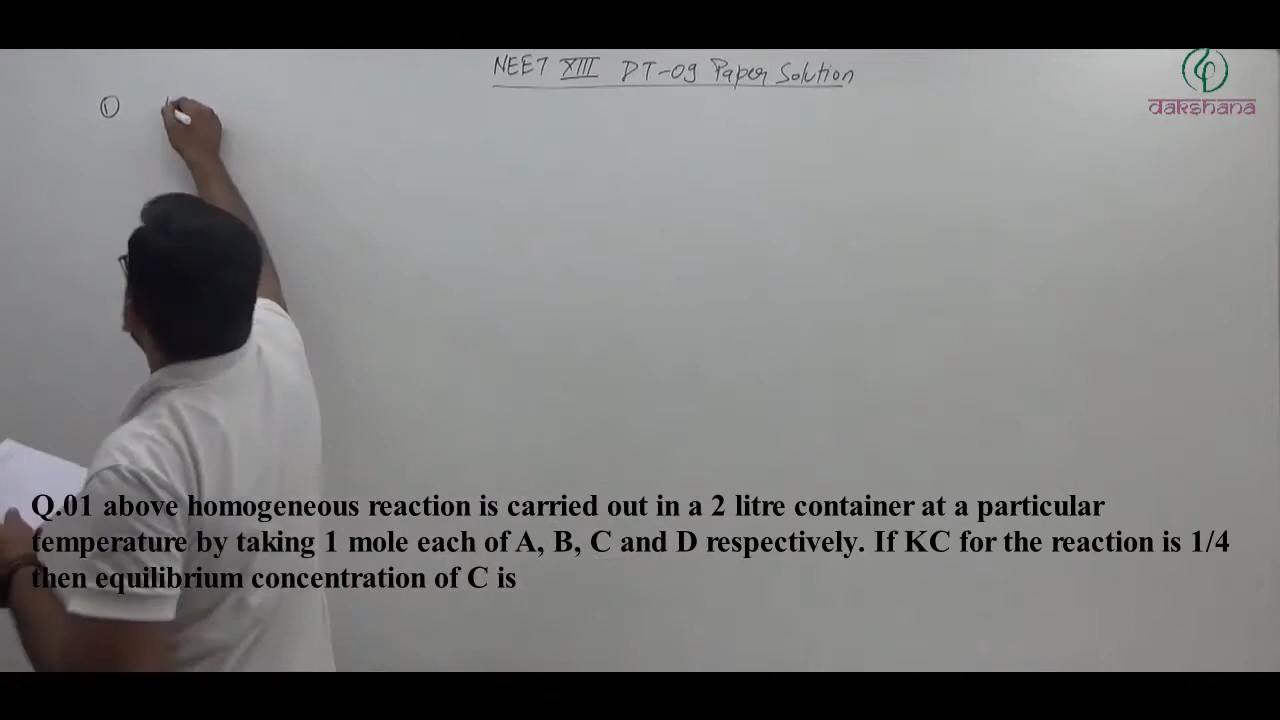 NEET XIII DT-09 Paper Solution
dakshana
①
Q.01 above homogeneous reaction is carried out in a 2 litre container at a particular
temperature by taking 1 mole each of A, B, C and D respectively. If KC for the reaction is 1/4
then equilibrium concentration of C is